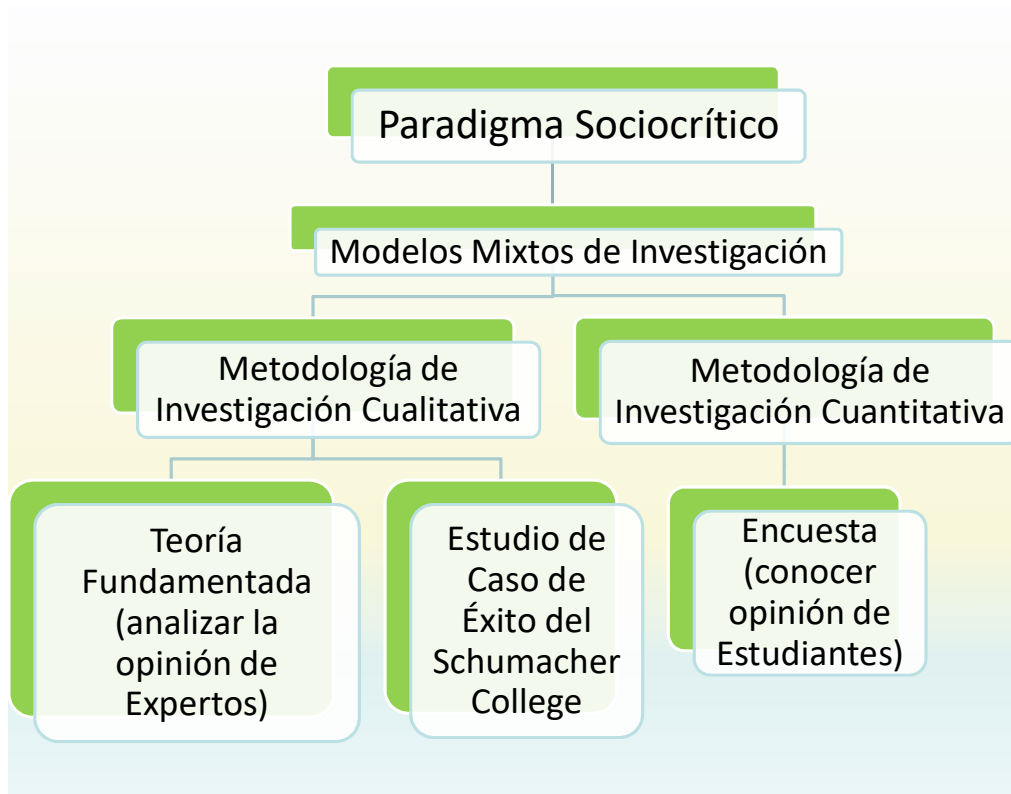 Paradigma Sociocrítico
Modelos Mixtos de Investigación
Metodología de
Investigación Cualitativa
Metodología de
Investigación Cuantitativa
Teoría
Fundamentada
(analizar la
opinión de
Expertos)
Estudio de
Caso de
Éxito del
Schumacher
College
Encuesta
(conocer
opinión de
Estudiantes)